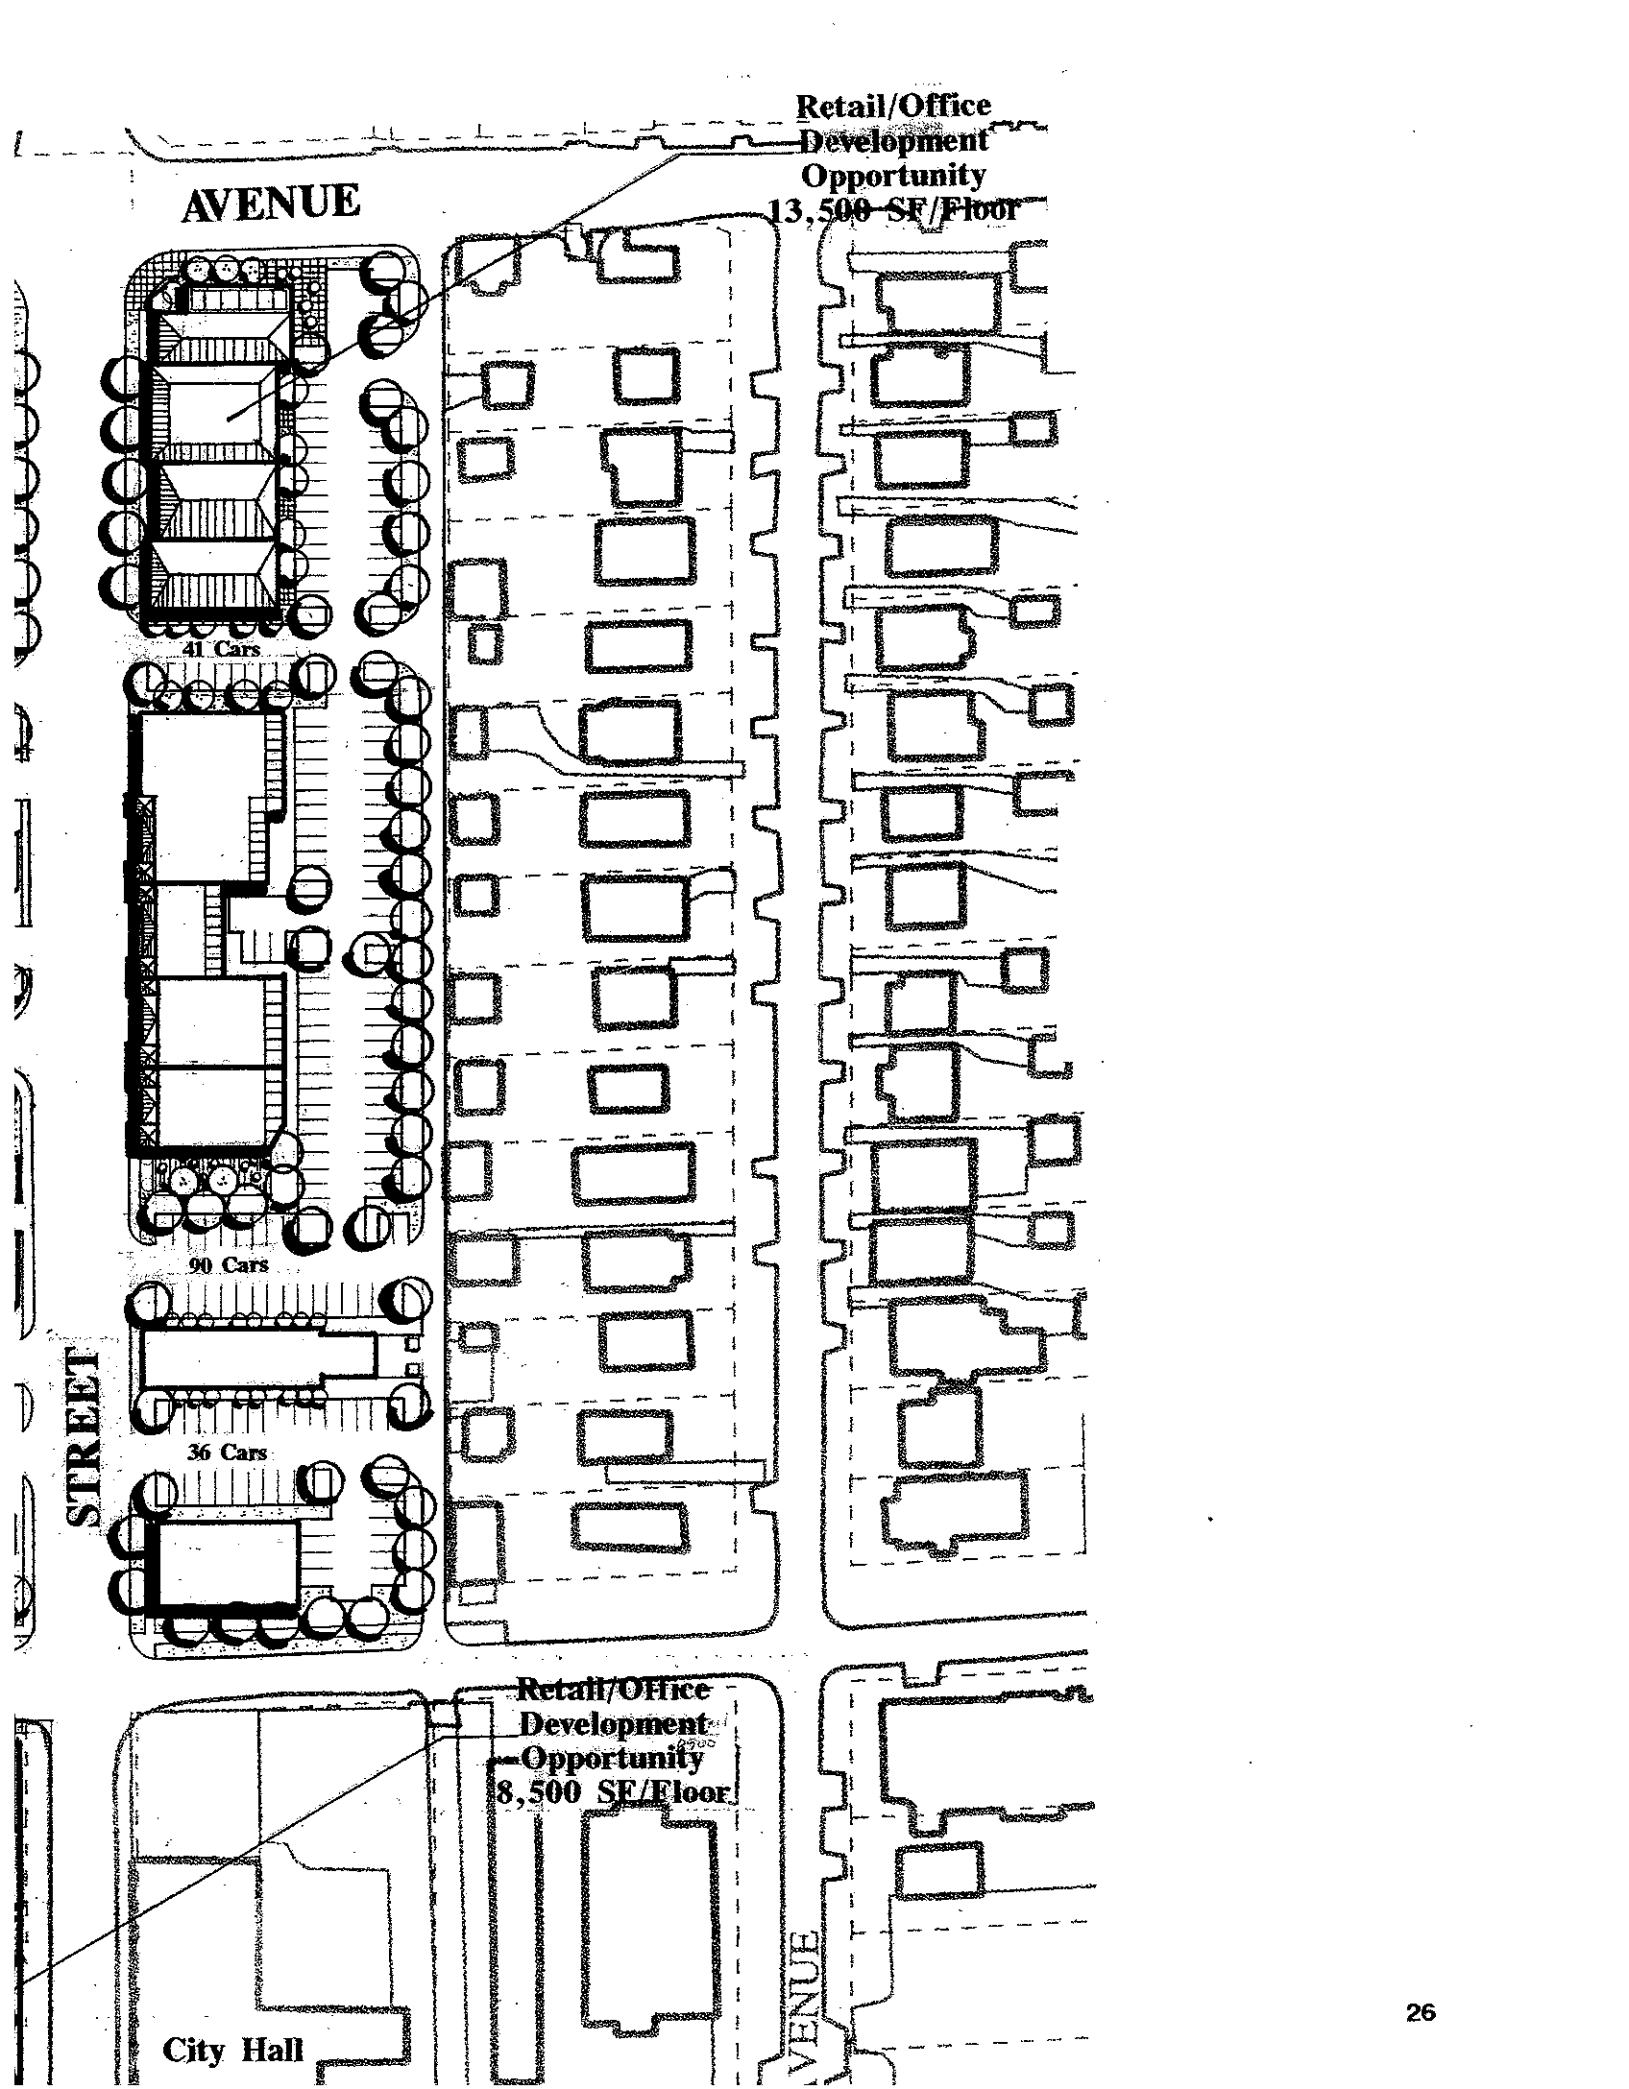 Retail/Office
Development
Opportunity
13,500 SF/Floor
AVENUE
41 Cars
90 Cars
STREET
36 Cars
Retail/Office
Development
Opportunity
8,500 SF/Floor
AVENUE
City Hall
26